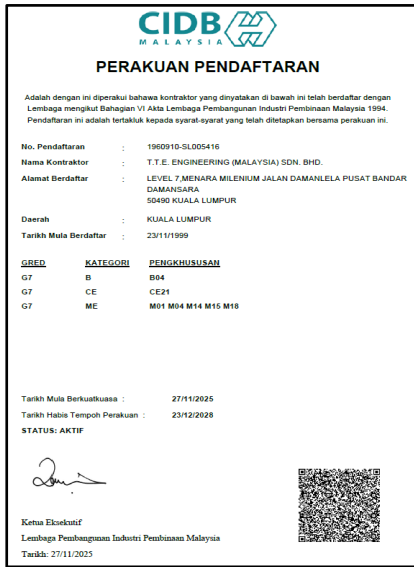 CIDB
MALAYSIA
PERAKUAN PENDAFTARAN
Adalah dengan ini diperakui bahawa kontraktor yang dinyatakan di bawah ini telah berdaftar dengan
Lembaga mengikut Bahagian VI Akta Lembaga Pembangunan Industri Pembinaan Malaysia 1994.
Pendaftaran ini adalah tertakluk kepada syarat-syarat yang telah ditetapkan bersama perakuan ini.
No. Pendaftaran : 1960910-SL005416
Nama Kontraktor : T.T.E. ENGINEERING (MALAYSIA) SDN. BHD.
Alamat Berdaftar : LEVEL 7,MENARA MILENIUM JALAN DAMANLELA PUSAT BANDAR
DAMANSARA
50490 KUALA LUMPUR
Daerah : KUALA LUMPUR
Tarikh Mula Berdaftar : 23/11/1999
GRED KATEGORI PENGKHUSUSAN
G7 B B04
G7 CE CE21
G7 ME M01 M04 M14 M15 M18
Tarikh Mula Berkuatkuasa : 27/11/2025
Tarikh Habis Tempoh Perakuan : 23/12/2028
STATUS: AKTIF
Ketua Eksekutif
Lembaga Pembangunan Industri Pembinaan Malaysia
Tarikh: 27/11/2025